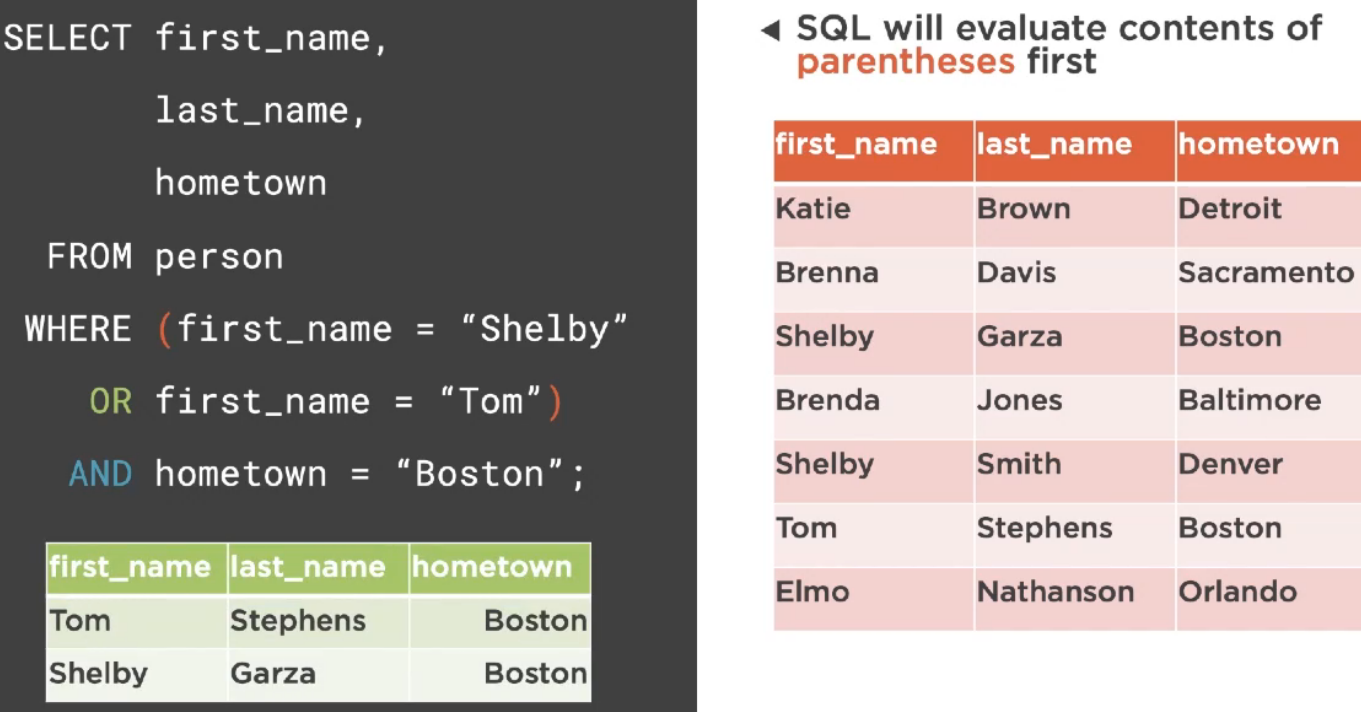 SELECT first_name,
last_name,
hometown
FROM person
WHERE (first_name = “Shelby”
OR first_name = “Tom”)
AND hometown = “Boston”;
first_name last_name hometown
Tom Stephens Boston
Shelby Garza Boston
◂ SQL will evaluate contents of
parentheses first
first_name last_name hometown
Katie Brown Detroit
Brenna Davis Sacramento
Shelby Garza Boston
Brenda Jones Baltimore
Shelby Smith Denver
Tom Stephens Boston
Elmo Nathanson Orlando